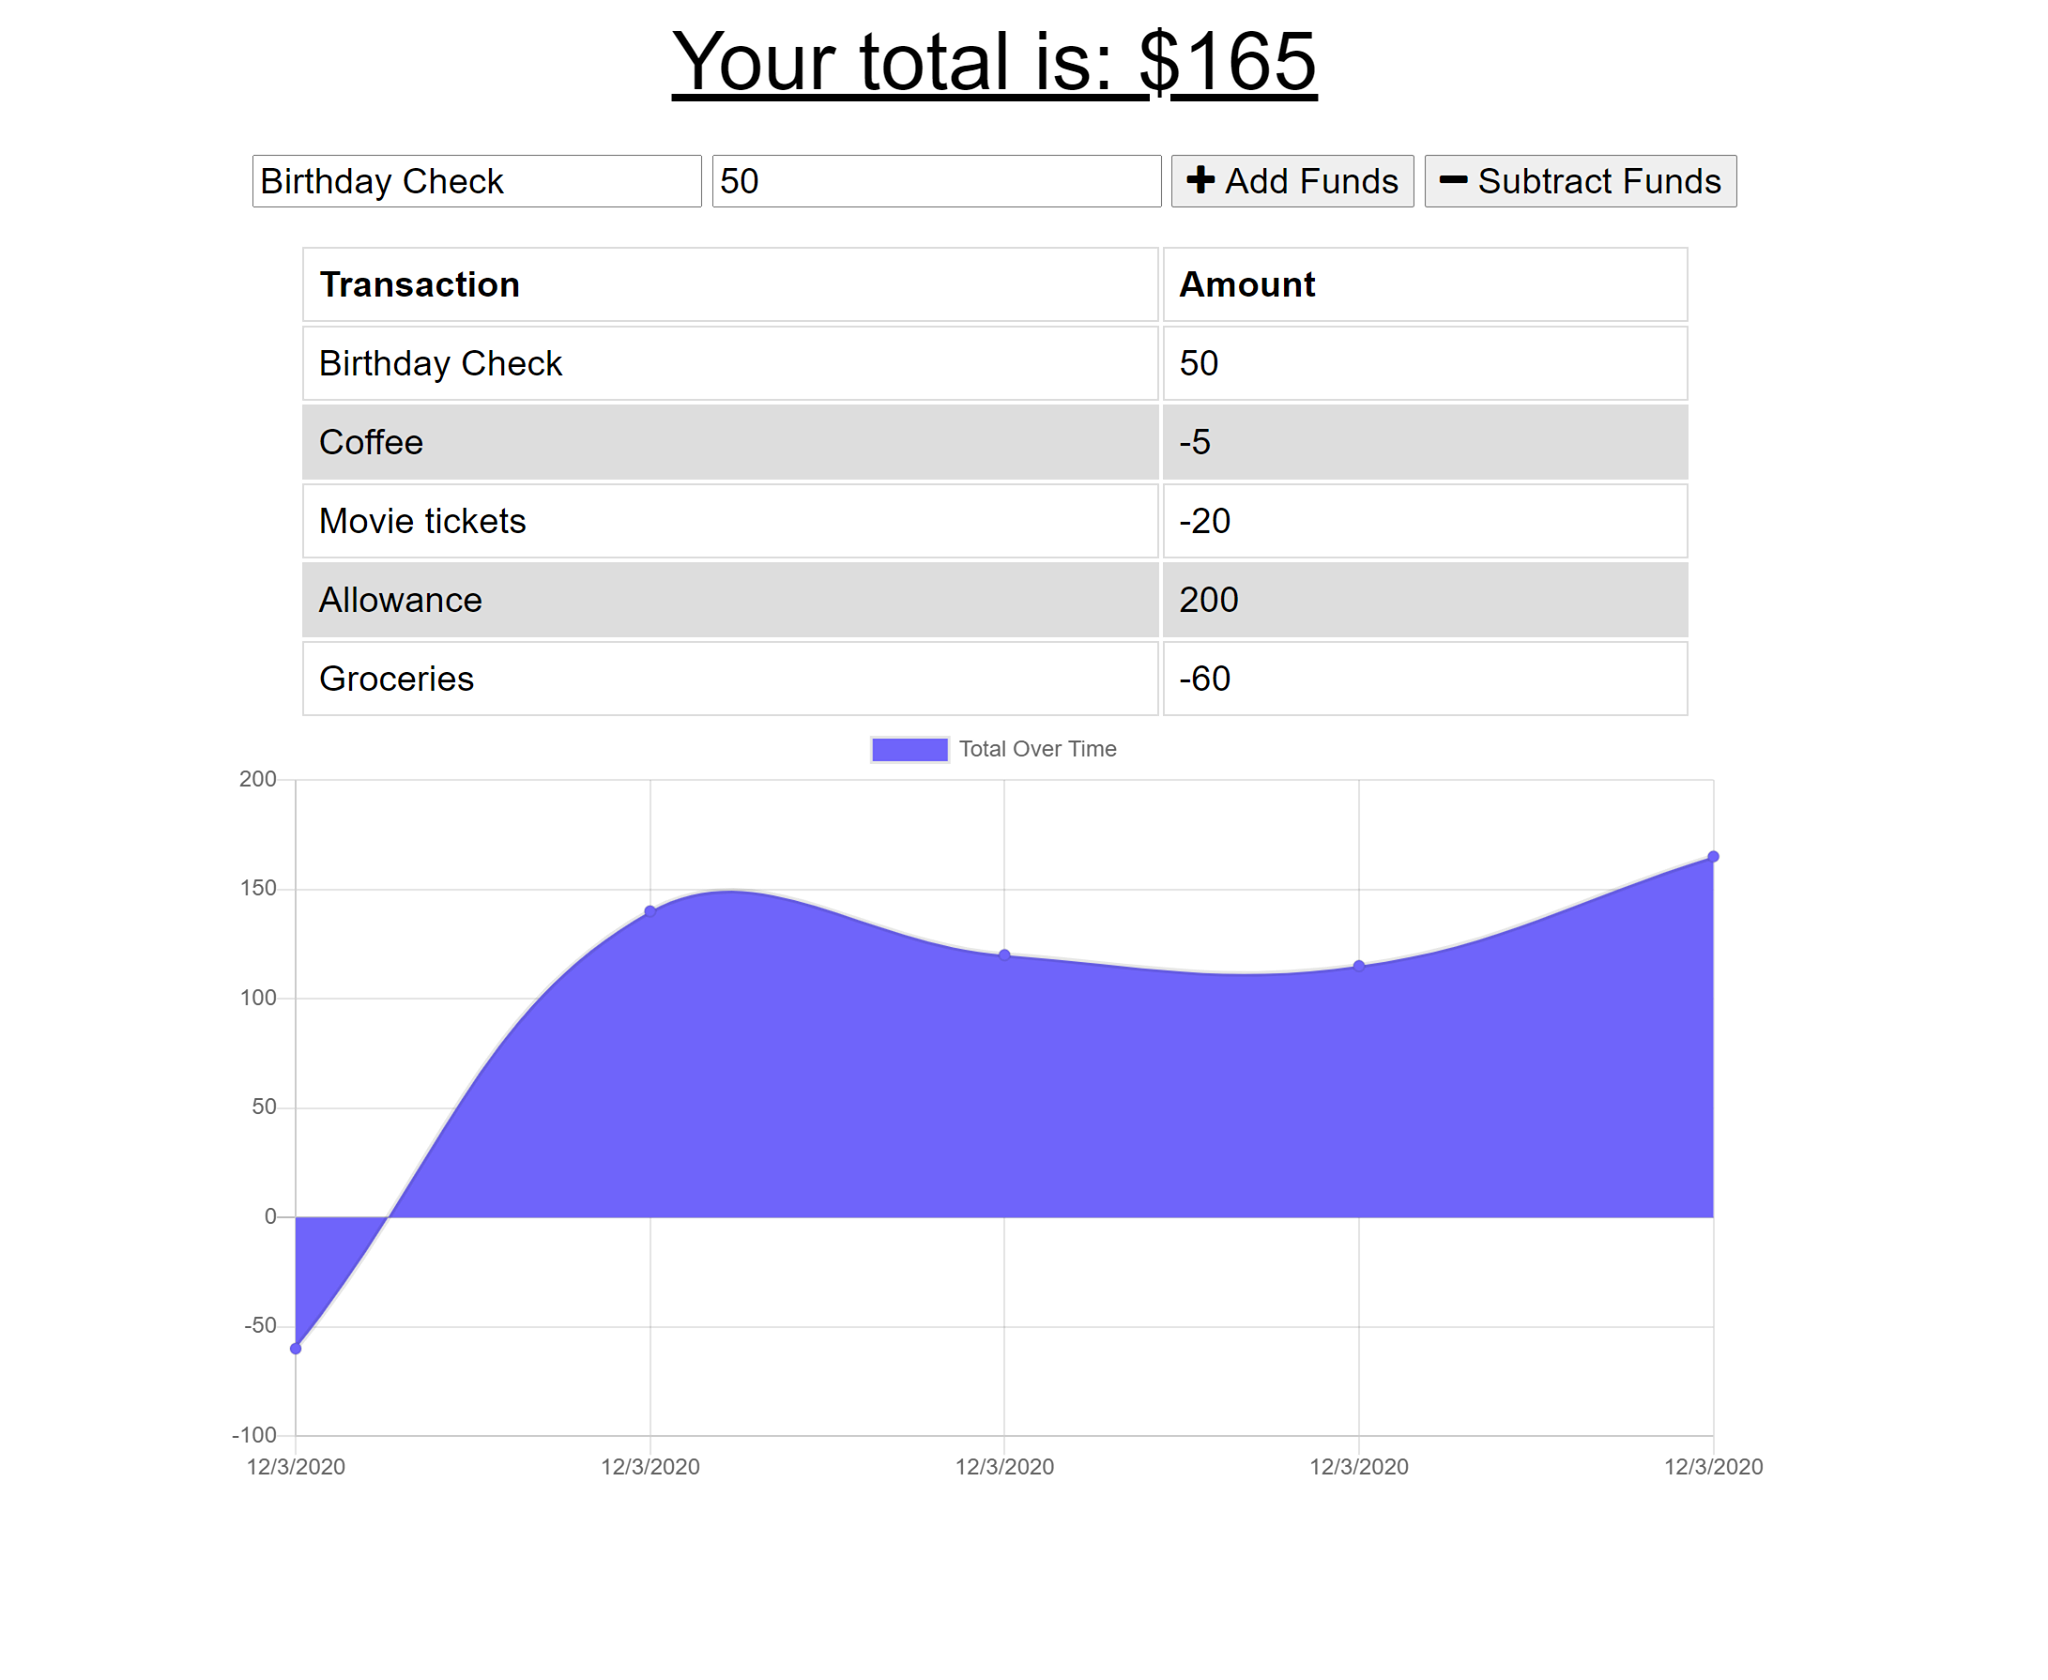 Your total is: $165
Birthday Check 50 Add Funds Subtract Funds
Transaction Amount
Birthday Check 50
Coffee -5
Movie tickets -20
Allowance 200
Groceries -60
Total Over Time
200
150
100
50
0
-50
-100
12/3/2020 12/3/2020 12/3/2020 12/3/2020 12/3/2020